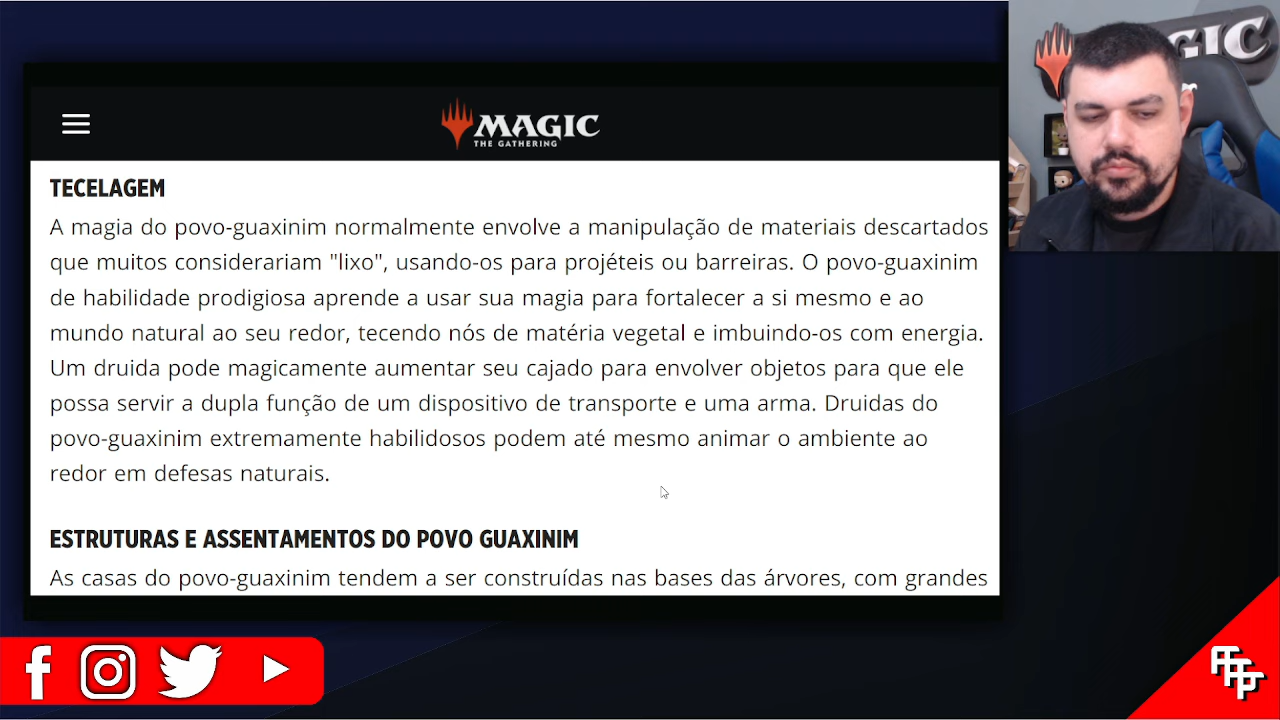 MAGIC
THE GATHERING
GIC
TECELAGEM
A magia do povo-guaxinim normalmente envolve a manipulação de materiais descartados
que muitos considerariam "lixo", usando-os para projéteis ou barreiras. O povo-guaxinim
de habilidade prodigiosa aprende a usar sua magia para fortalecer a si mesmo e ao
mundo natural ao seu redor, tecendo nós de matéria vegetal e imbuindo-os com energia.
Um druida pode magicamente aumentar seu cajado para envolver objetos para que ele
possa servir a dupla função de um dispositivo de transporte e uma arma. Druidas do
povo-guaxinim extremamente habilidosos podem até mesmo animar o ambiente ao
redor em defesas naturais.
ESTRUTURAS E ASSENTAMENTOS DO POVO GUAXINIM
As casas do povo-guaxinim tendem a ser construídas nas bases das árvores, com grandes